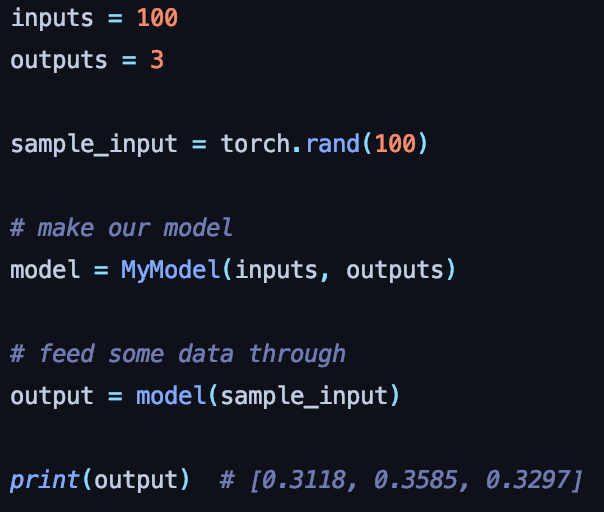 inputs = 100
outputs = 3
sample_input = torch.rand(100)
# make our model
model = MyModel(inputs, outputs)
# feed some data through
output = model(sample_input)
print(output)  # [0.3118, 0.3585, 0.3297]